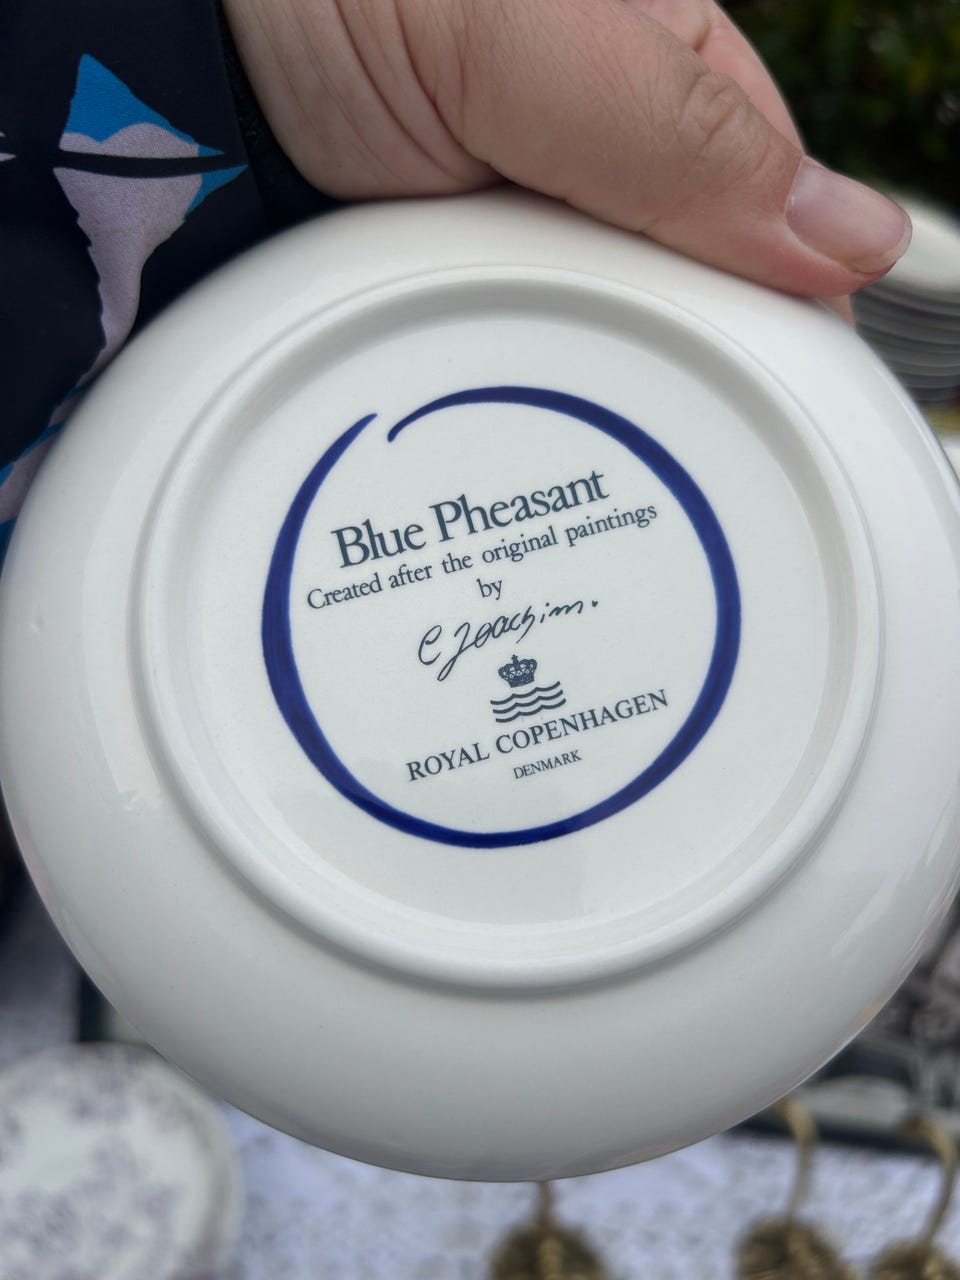 Blue Pheasant
Created after the original paintings
by
C Joachim.
ROYAL COPENHAGEN
DENMARK